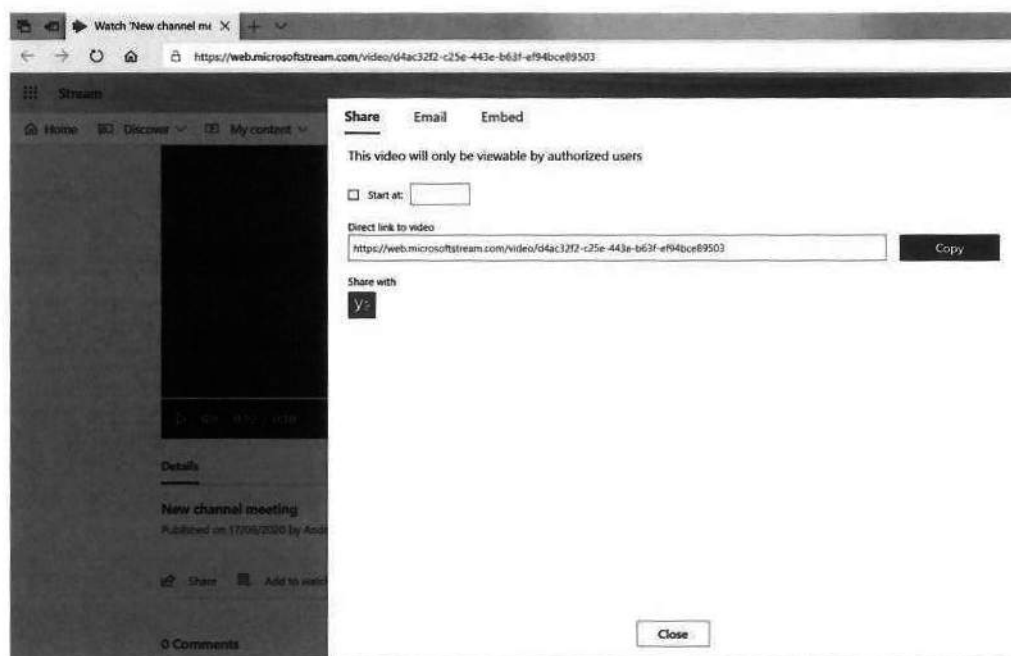 Watch 'New channel me
https://web.microsoftstream.com/video/d4ac32f2-c25e-443e-b63f-ef94bce89503
Stream
Home Discover My content
Share Email Embed
This video will only be viewable by authorized users
Start at:
Direct link to video
https://web.microsoftstream.com/video/d4ac32f2-c25e-443e-b63f-ef94bce89503
Copy
Share with
Details
New channel meeting
Published on 17/06/2020 by Andr
Share Add to watch
0 Comments
Close